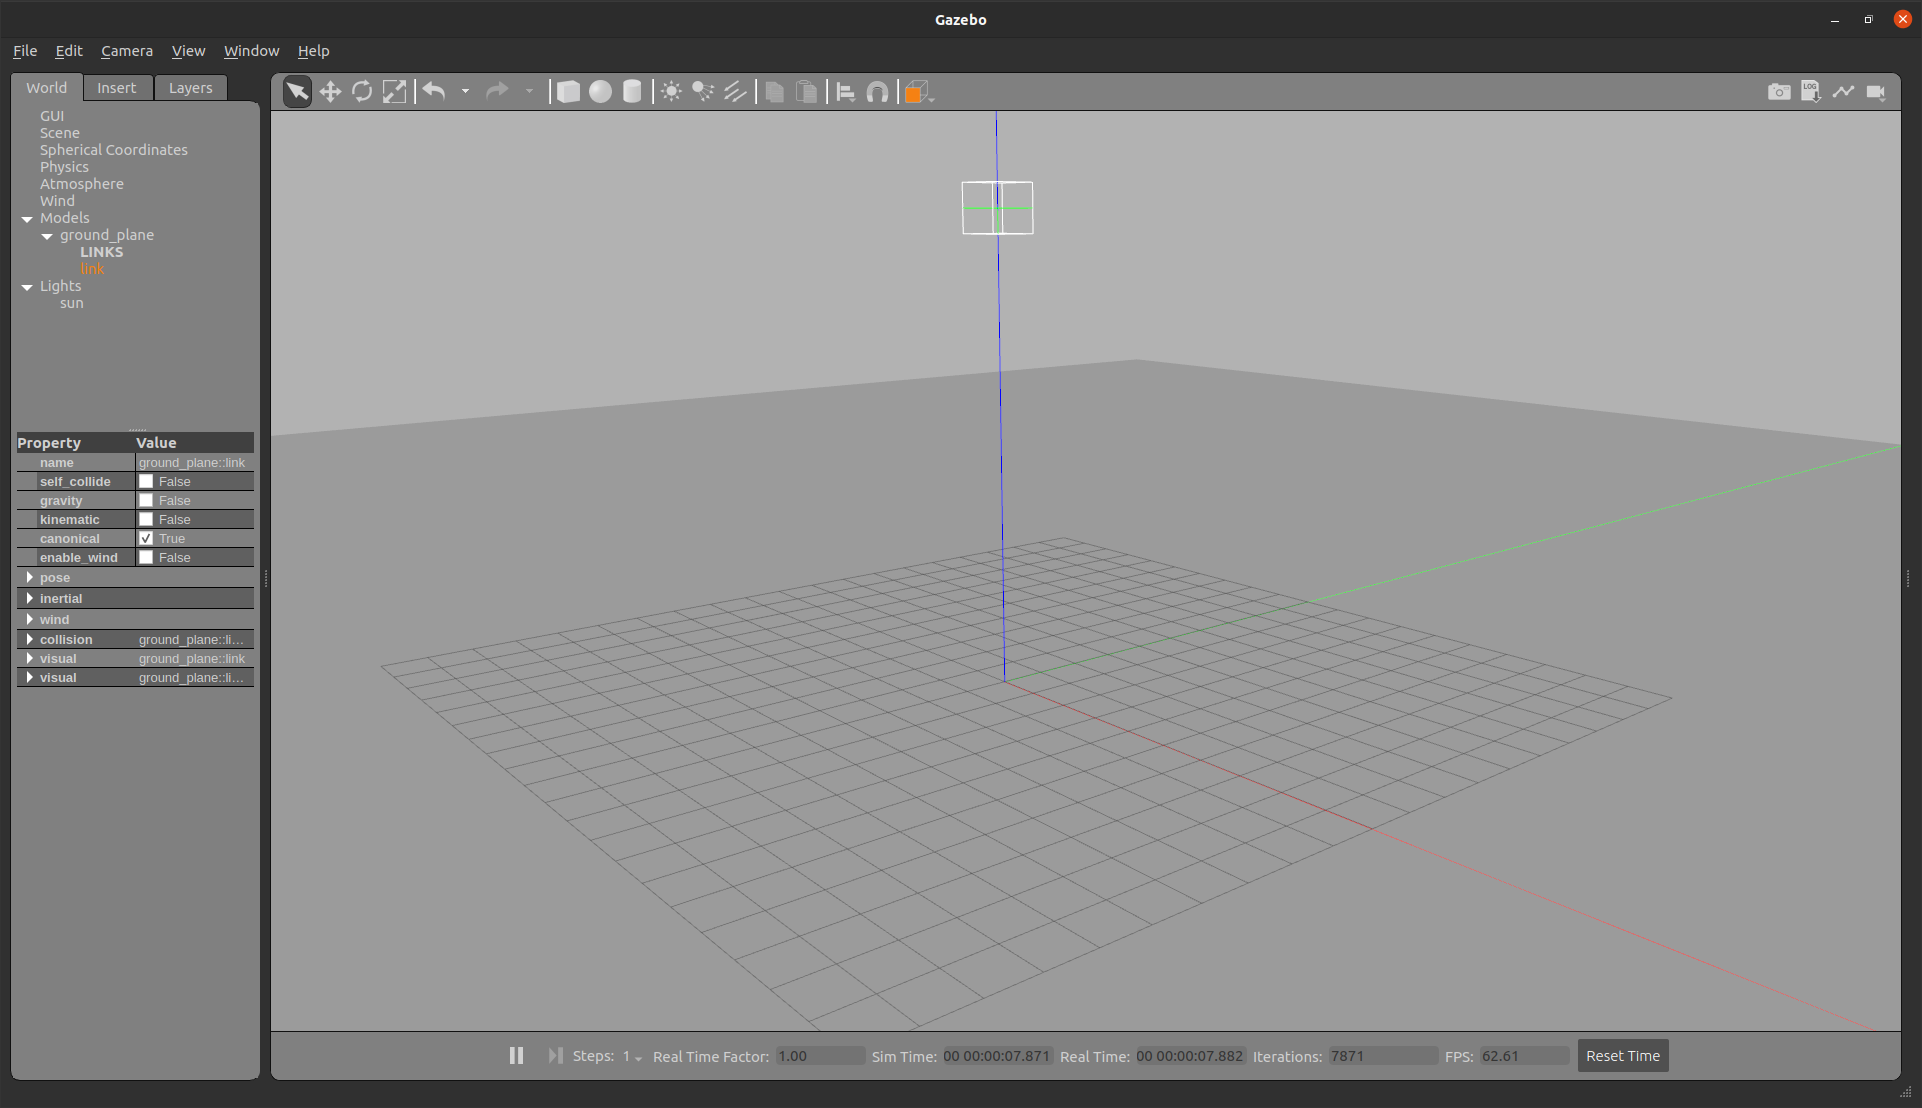 Gazebo
File Edit Camera View Window Help
World Insert Layers
LOG
GUI
Scene
Spherical Coordinates
Physics
Atmosphere
Wind
Models
ground_plane
LINKS
link
Lights
sun
Property Value
name ground_plane::link
self_collide False
gravity False
kinematic False
canonical True
enable_wind False
pose
inertial
wind
collision ground_plane::li...
visual ground_plane::link
visual ground_plane::li...
Steps: 1 Real Time Factor: 1.00 Sim Time: 00 00:00:07.871 Real Time: 00 00:00:07.882 Iterations: 7871 FPS: 62.61 Reset Time